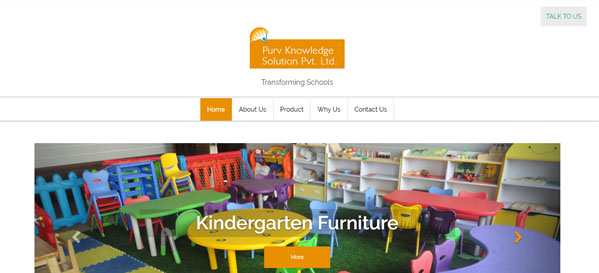 TALK TO US
Purv Knowledge
Solution Pvt. Ltd.
Transforming Schools
Home About Us Product Why Us Contact Us
Kindergarten Furniture
More